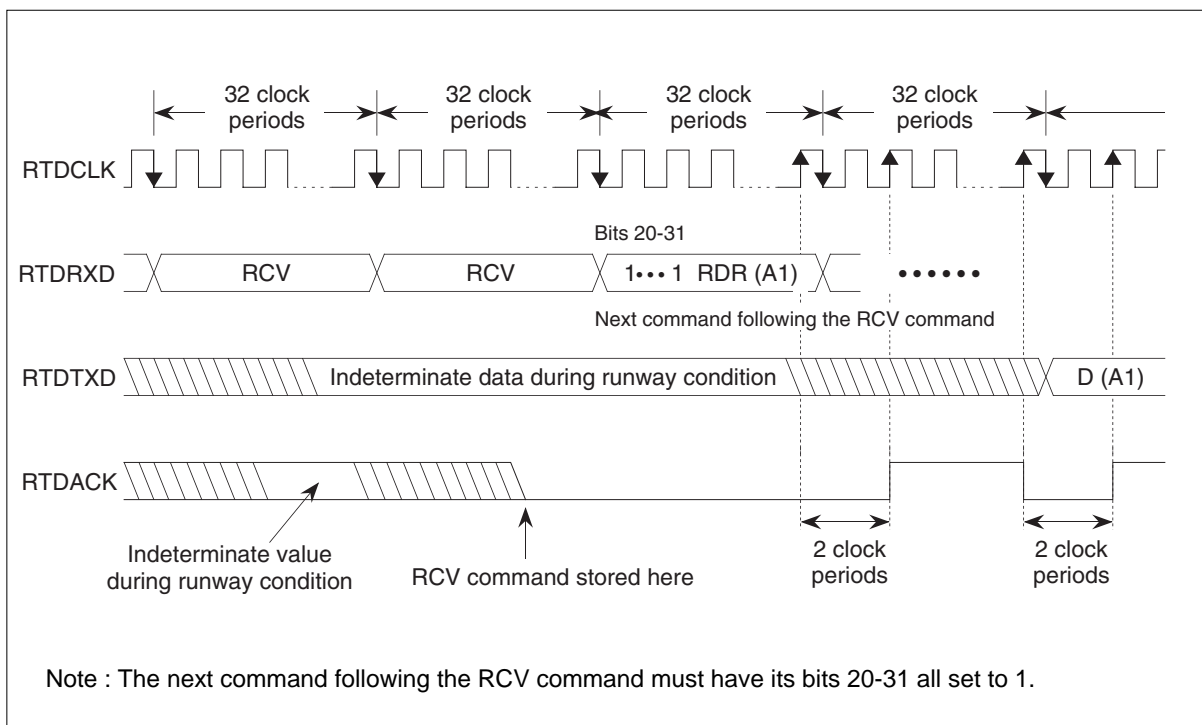 32 clock periods
32 clock periods
32 clock periods
32 clock periods
RTDCLK
Bits 20-31
RTDRXD
RCV
RCV
1••• 1 RDR (A1)
••••••
Next command following the RCV command
RTDTXD
Indeterminate data during runway condition
D (A1)
RTDACK
Indeterminate value
during runway condition
RCV command stored here
2 clock periods
2 clock periods
Note : The next command following the RCV command must have its bits 20-31 all set to 1.